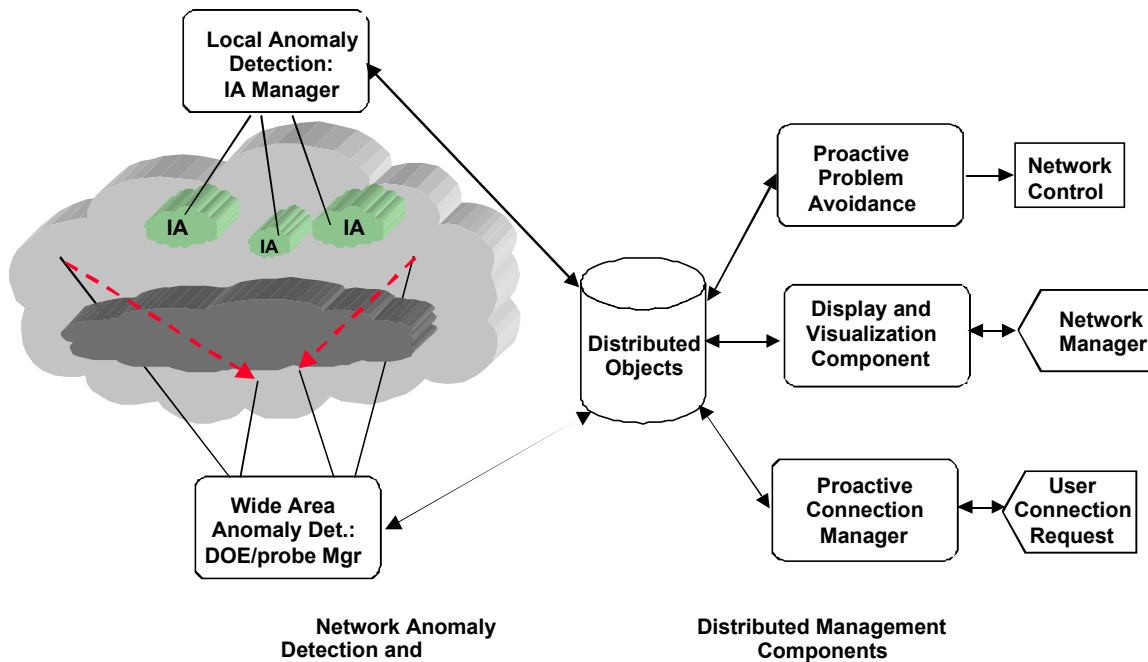 Local Anomaly
Detection:
IA Manager
IA
IA
IA
Wide Area
Anomaly Det.:
DOE/probe Mgr
Distributed
Objects
Proactive
Problem
Avoidance
Network
Control
Display and
Visualization
Component
Network
Manager
Proactive
Connection
Manager
User
Connection
Request
Network Anomaly
Detection and
Distributed Management
Components